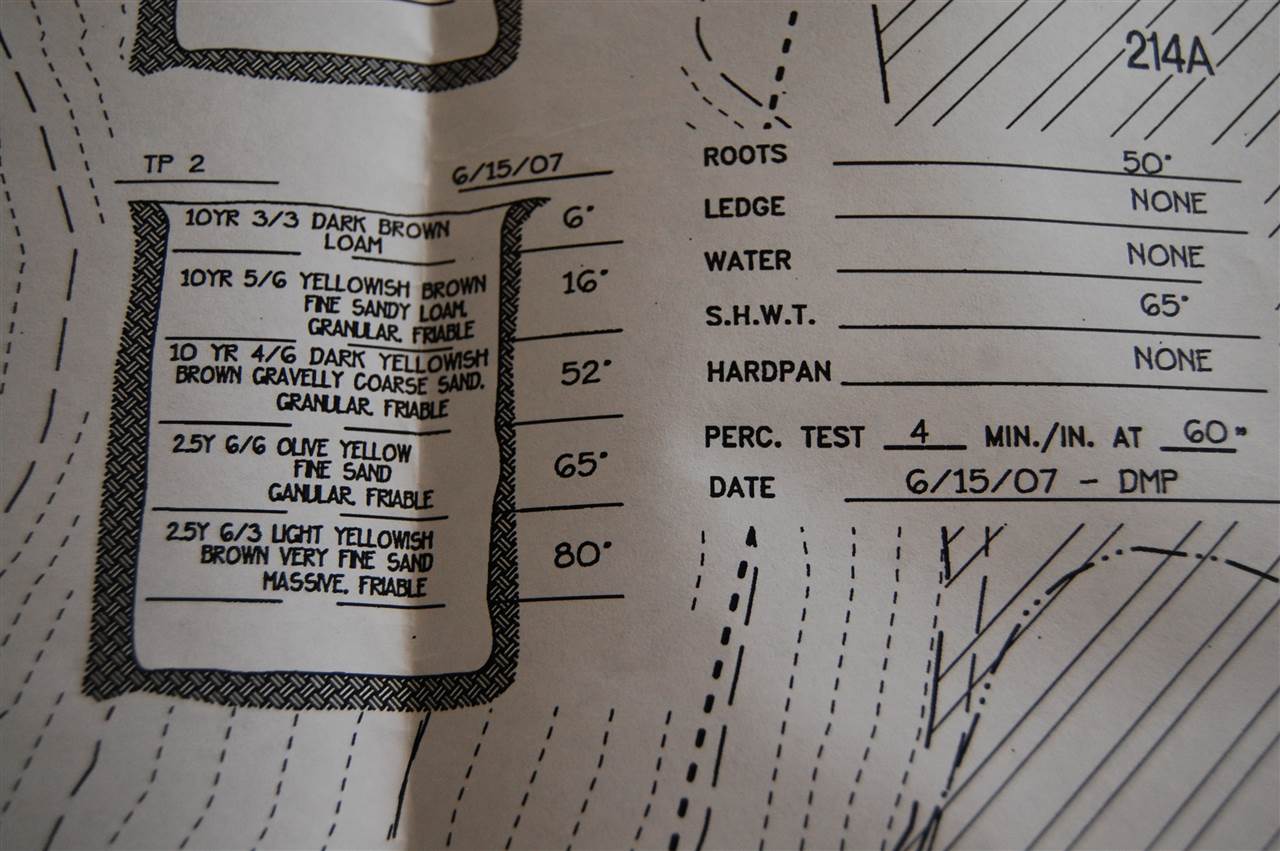 214A
TP 2 6/15/07
10YR 3/3 DARK BROWN
LOAM
6"
10YR 5/6 YELLOWISH BROWN
FINE SANDY LOAM.
GRANULAR. FRIABLE
16"
10 YR 4/6 DARK YELLOWISH
BROWN GRAVELLY COARSE SAND.
GRANULAR. FRIABLE
52"
2.5Y 6/6 OLIVE YELLOW
FINE SAND
GANULAR. FRIABLE
65"
2.5Y 6/3 LIGHT YELLOWISH
BROWN VERY FINE SAND
MASSIVE. FRIABLE
80"
ROOTS 50"
LEDGE NONE
WATER NONE
S.H.W.T. 65"
HARDPAN NONE
PERC. TEST 4 MIN./IN. AT 60"
DATE 6/15/07 - DMP